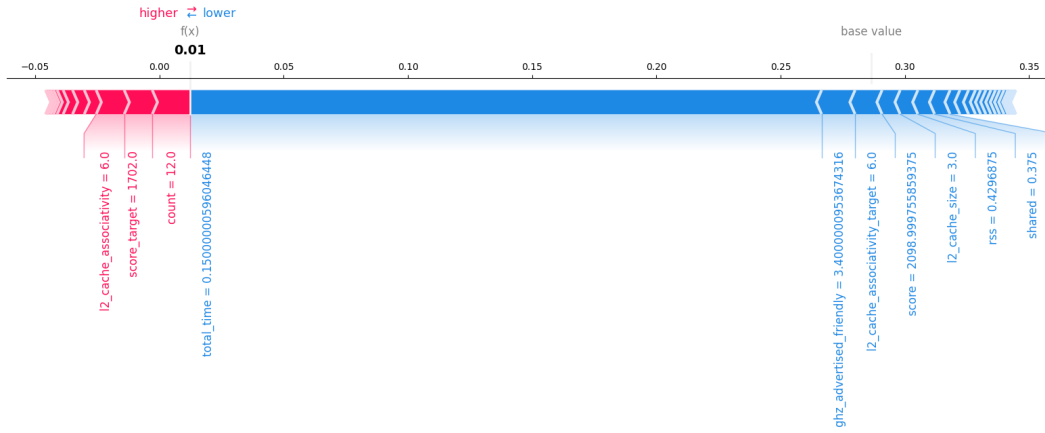 higher ⇄ lower
f(x)
base value
0.01
−0.05 0.00 0.05 0.10 0.15 0.20 0.25 0.30 0.35
l2_cache_associativity = 6.0
score_target = 1702.0
count = 12.0
total_time = 0.15000000596046448
ghz_advertised_friendly = 3.4000000953674316
l2_cache_associativity_target = 6.0
score = 2098.999755859375
l2_cache_size = 3.0
rss = 0.4296875
shared = 0.375